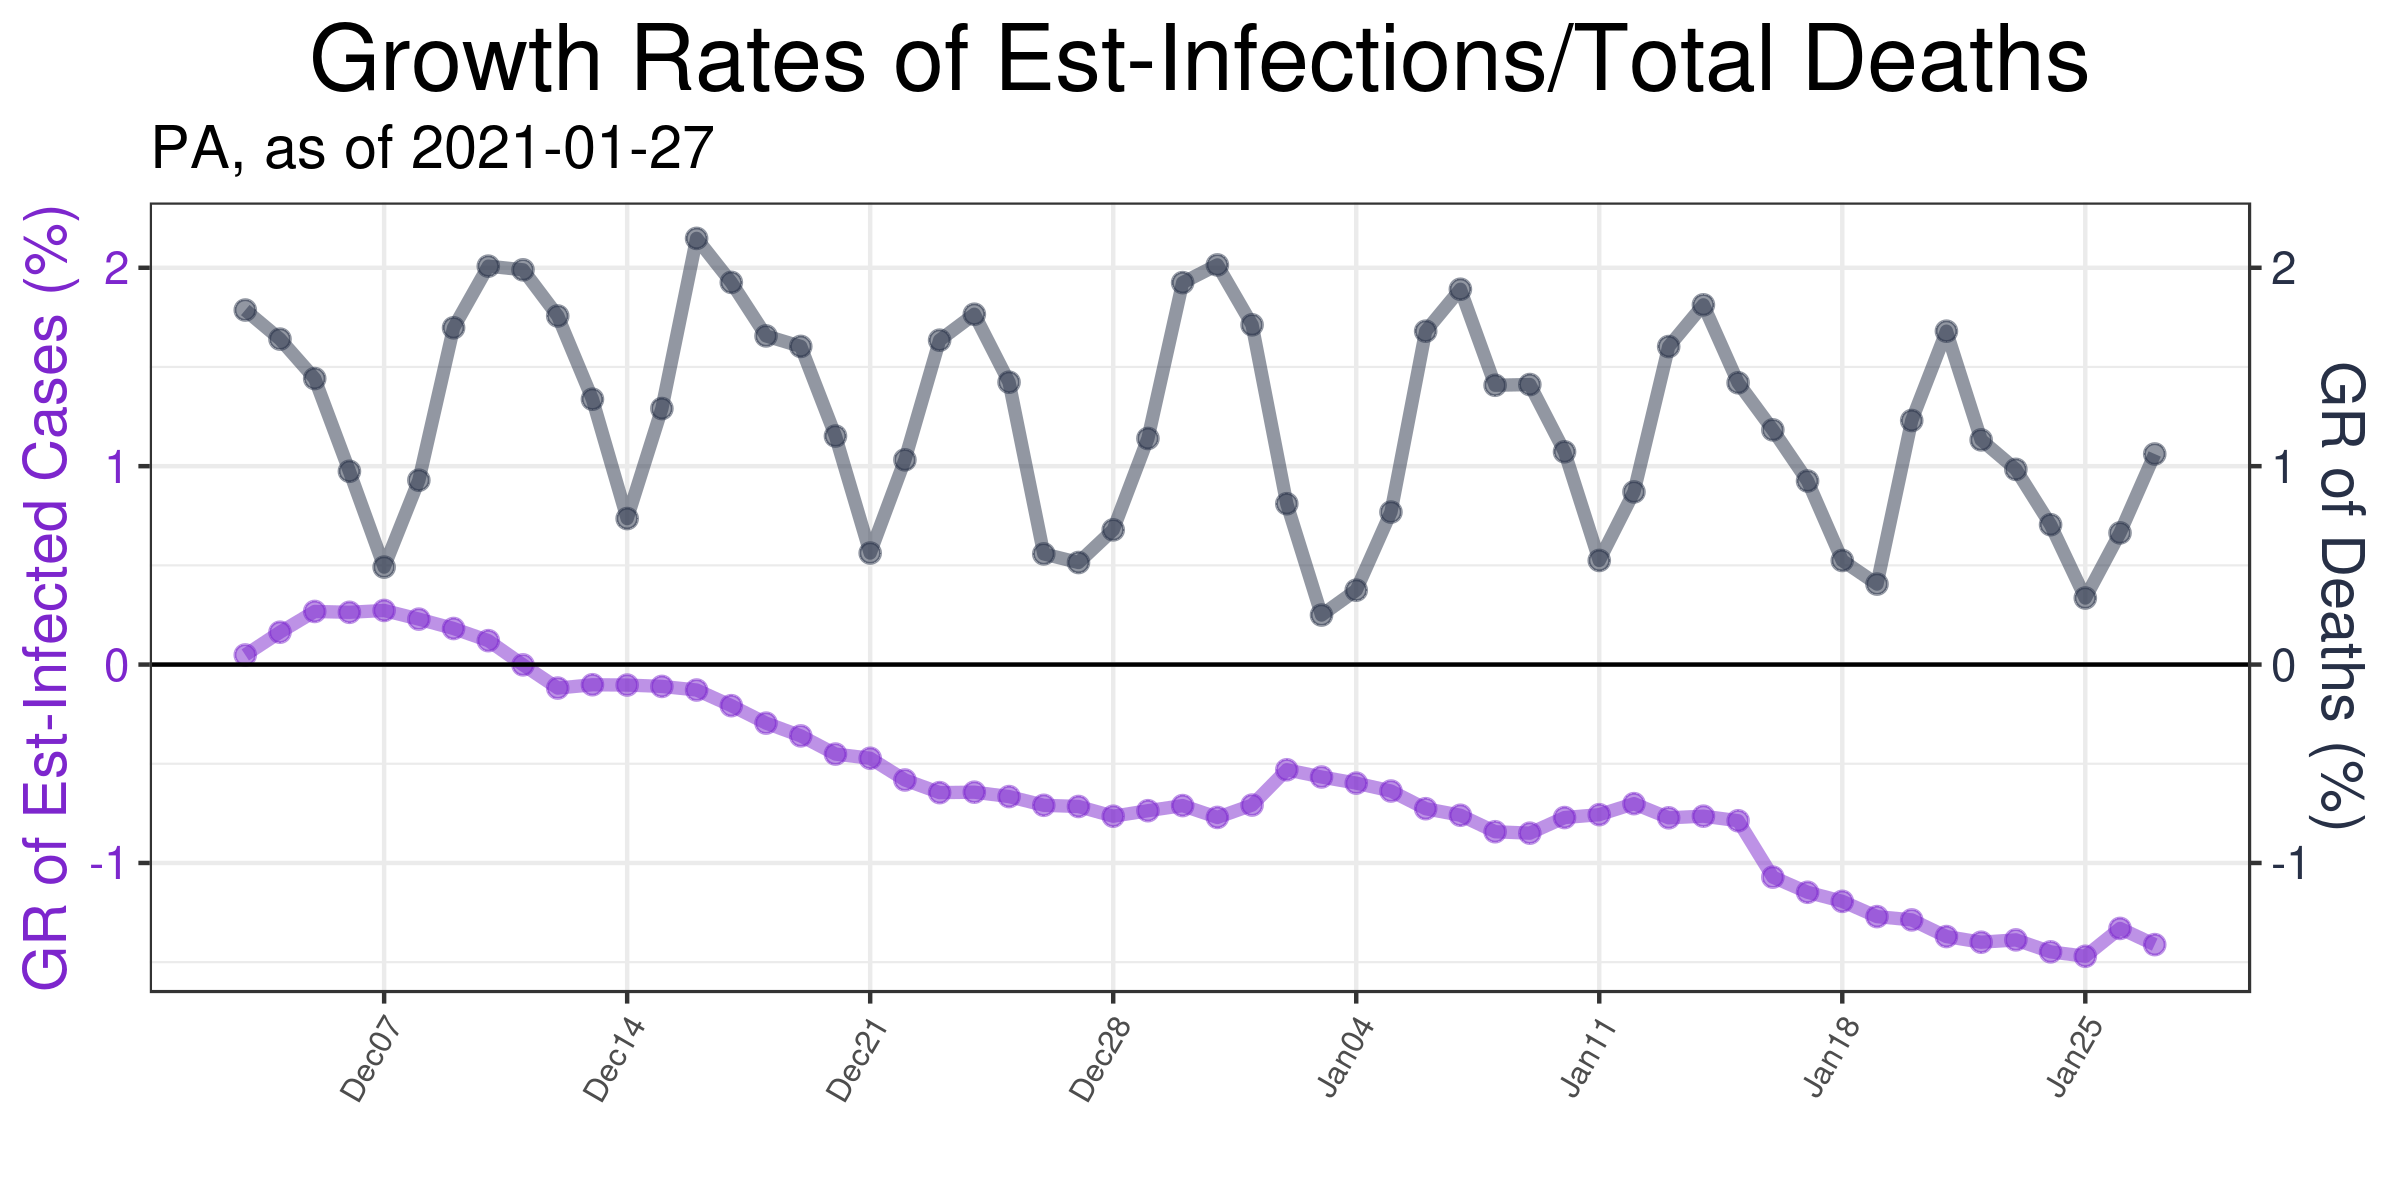 Growth Rates of Est-Infections/Total Deaths
PA, as of 2021-01-27
GR of Est-Infected Cases (%)
2
1
0
-1
2
1
0
-1
GR of Deaths (%)
Dec07
Dec14
Dec21
Dec28
Jan04
Jan11
Jan18
Jan25